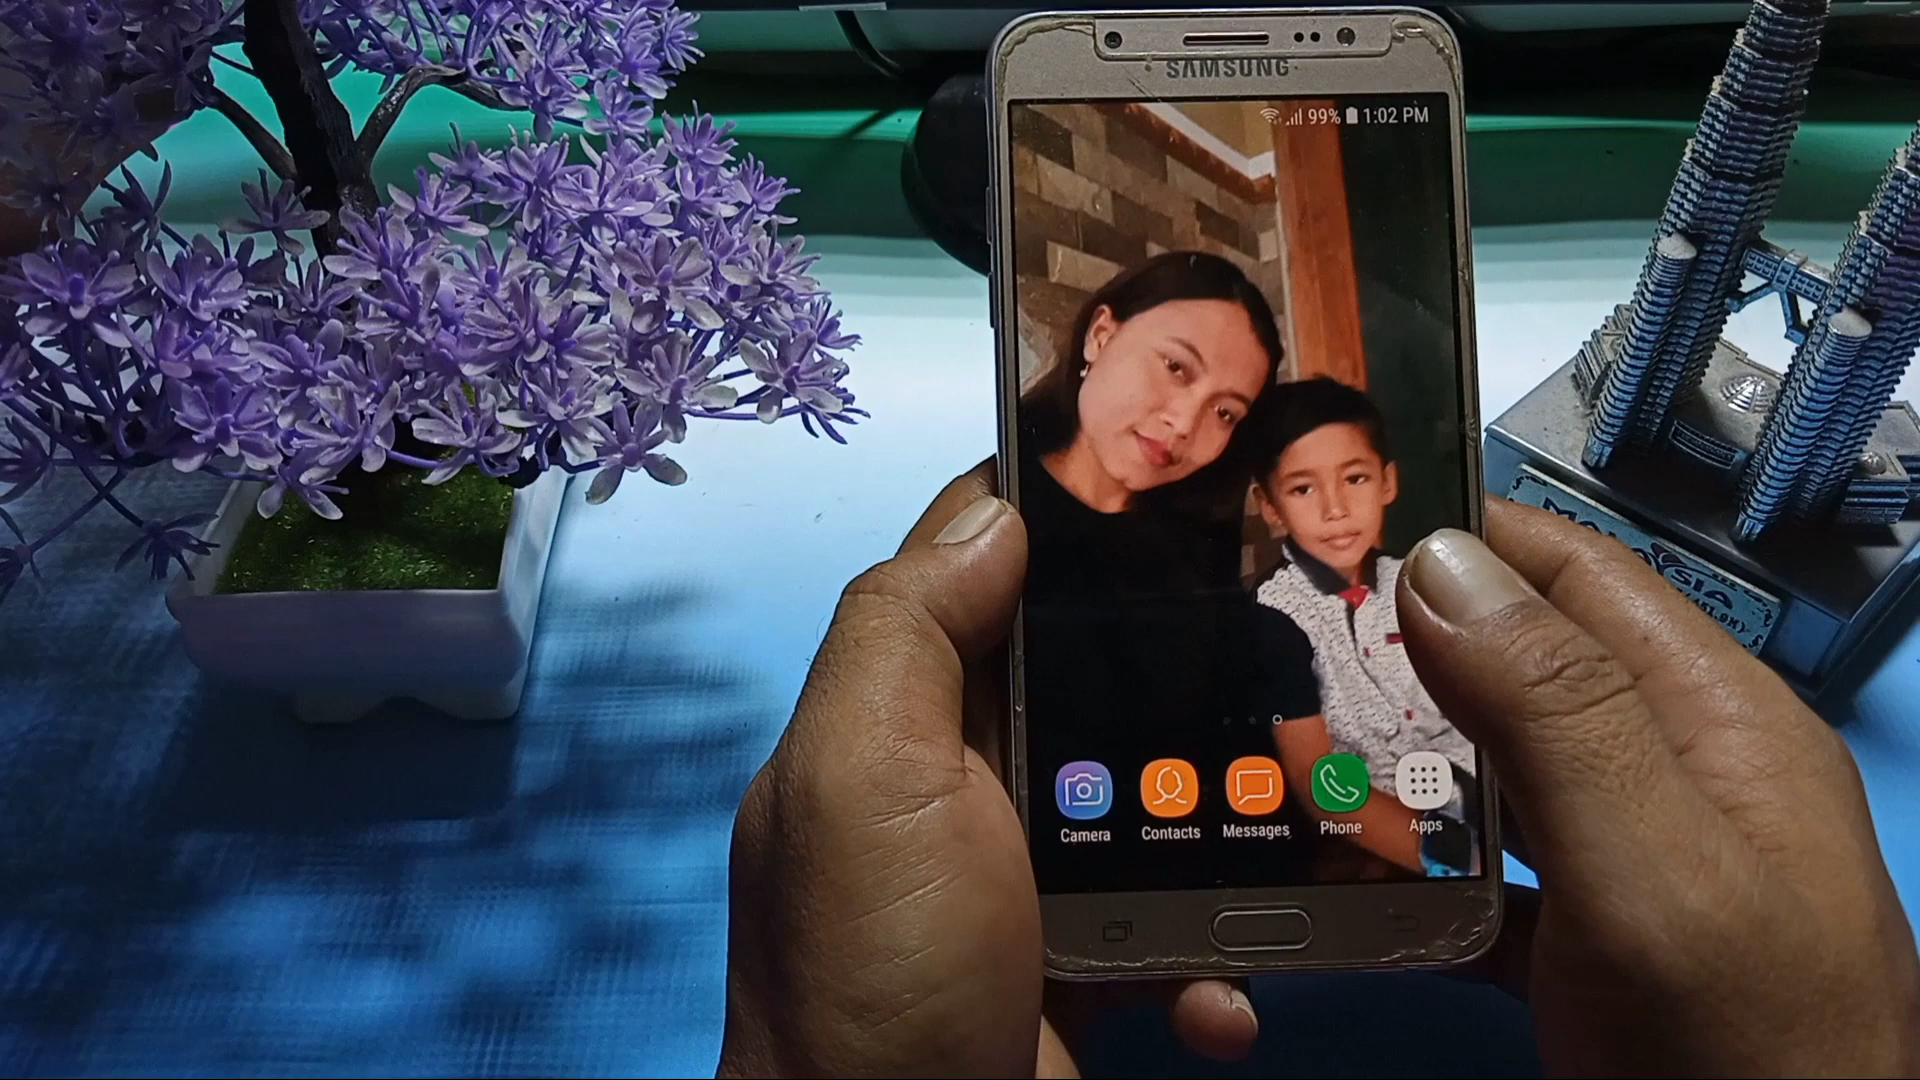 SAMSUNG
99% 1:02 PM
Camera
Contacts
Messages
Phone
Apps
MALAYSIA